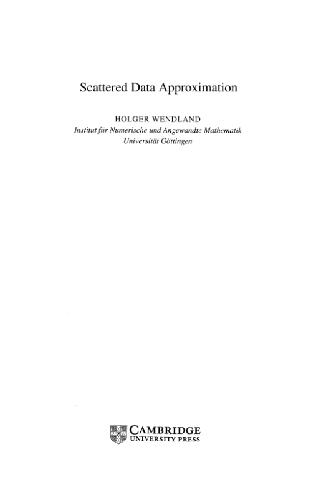 Scattered Data Approximation
HOLGER WENDLAND
Institut für Numerische und Angewandte Mathematik
Universität Göttingen
CAMBRIDGE
UNIVERSITY PRESS